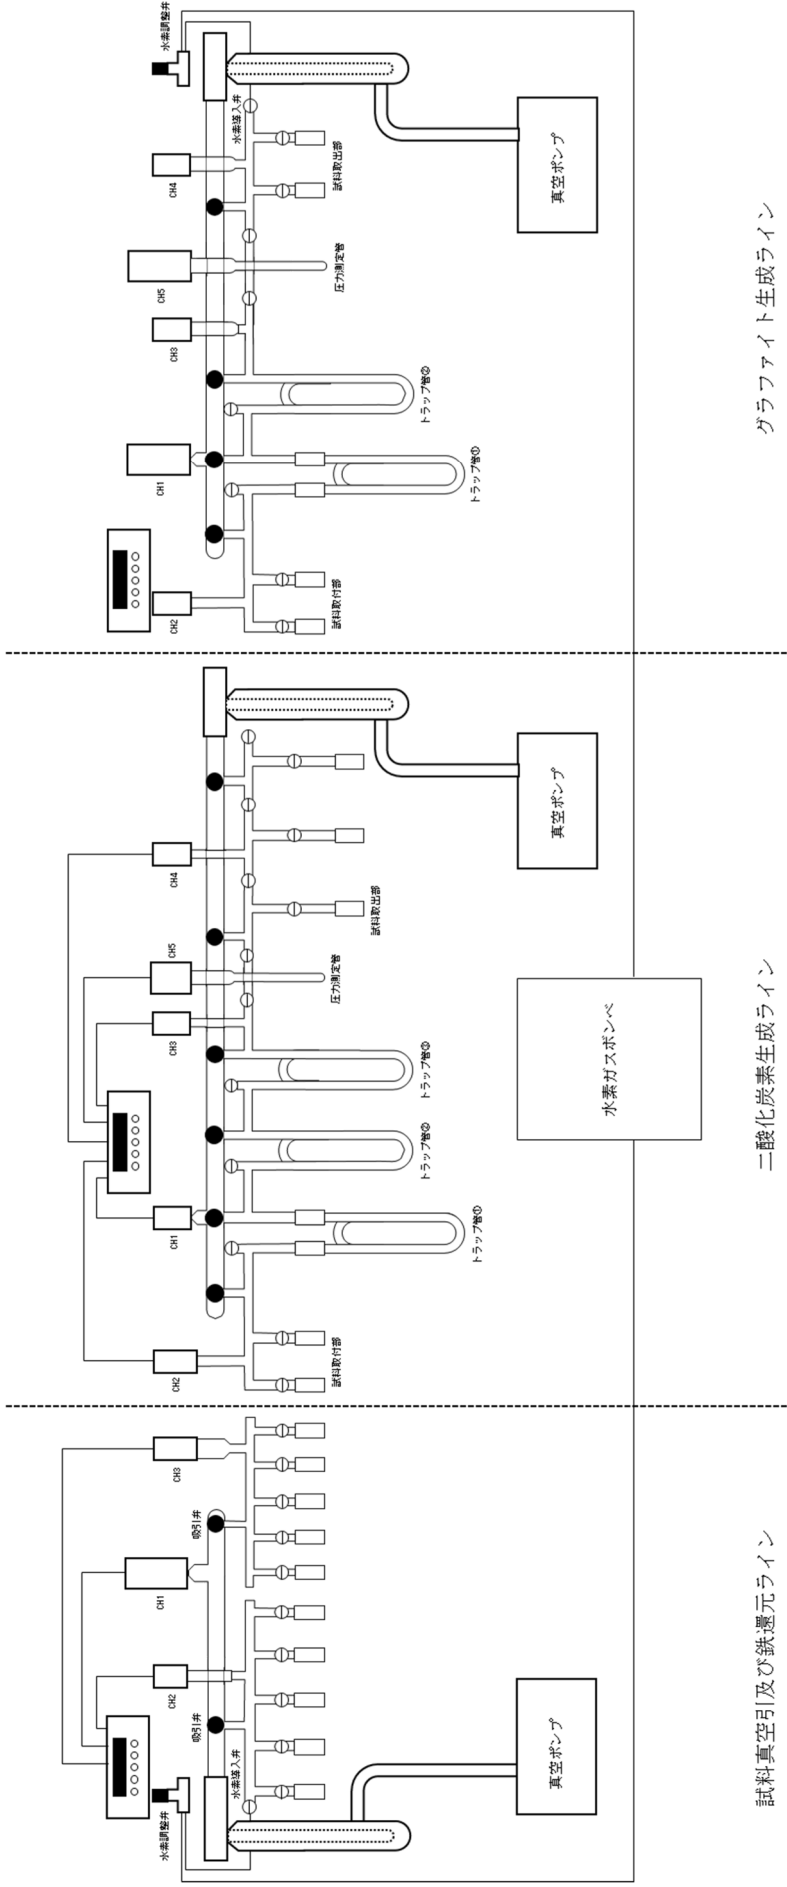 水素調整弁
水素導入弁
CH4
試料取出部
真空ポンプ
CH5
圧力測定管
CH3
トラップ管②
CH1
トラップ管①
CH2
試料取付部
グラファイト生成ライン
真空ポンプ
CH4
試料取出部
CH5
圧力測定管
CH3
トラップ管③
トラップ管②
CH1
トラップ管①
CH2
試料取付部
水素ガスボンベ
二酸化炭素生成ライン
CH3
吸引弁
CH1
CH2
吸引弁
水素導入弁
水素調整弁
真空ポンプ
試料真空引及び鉄還元ライン